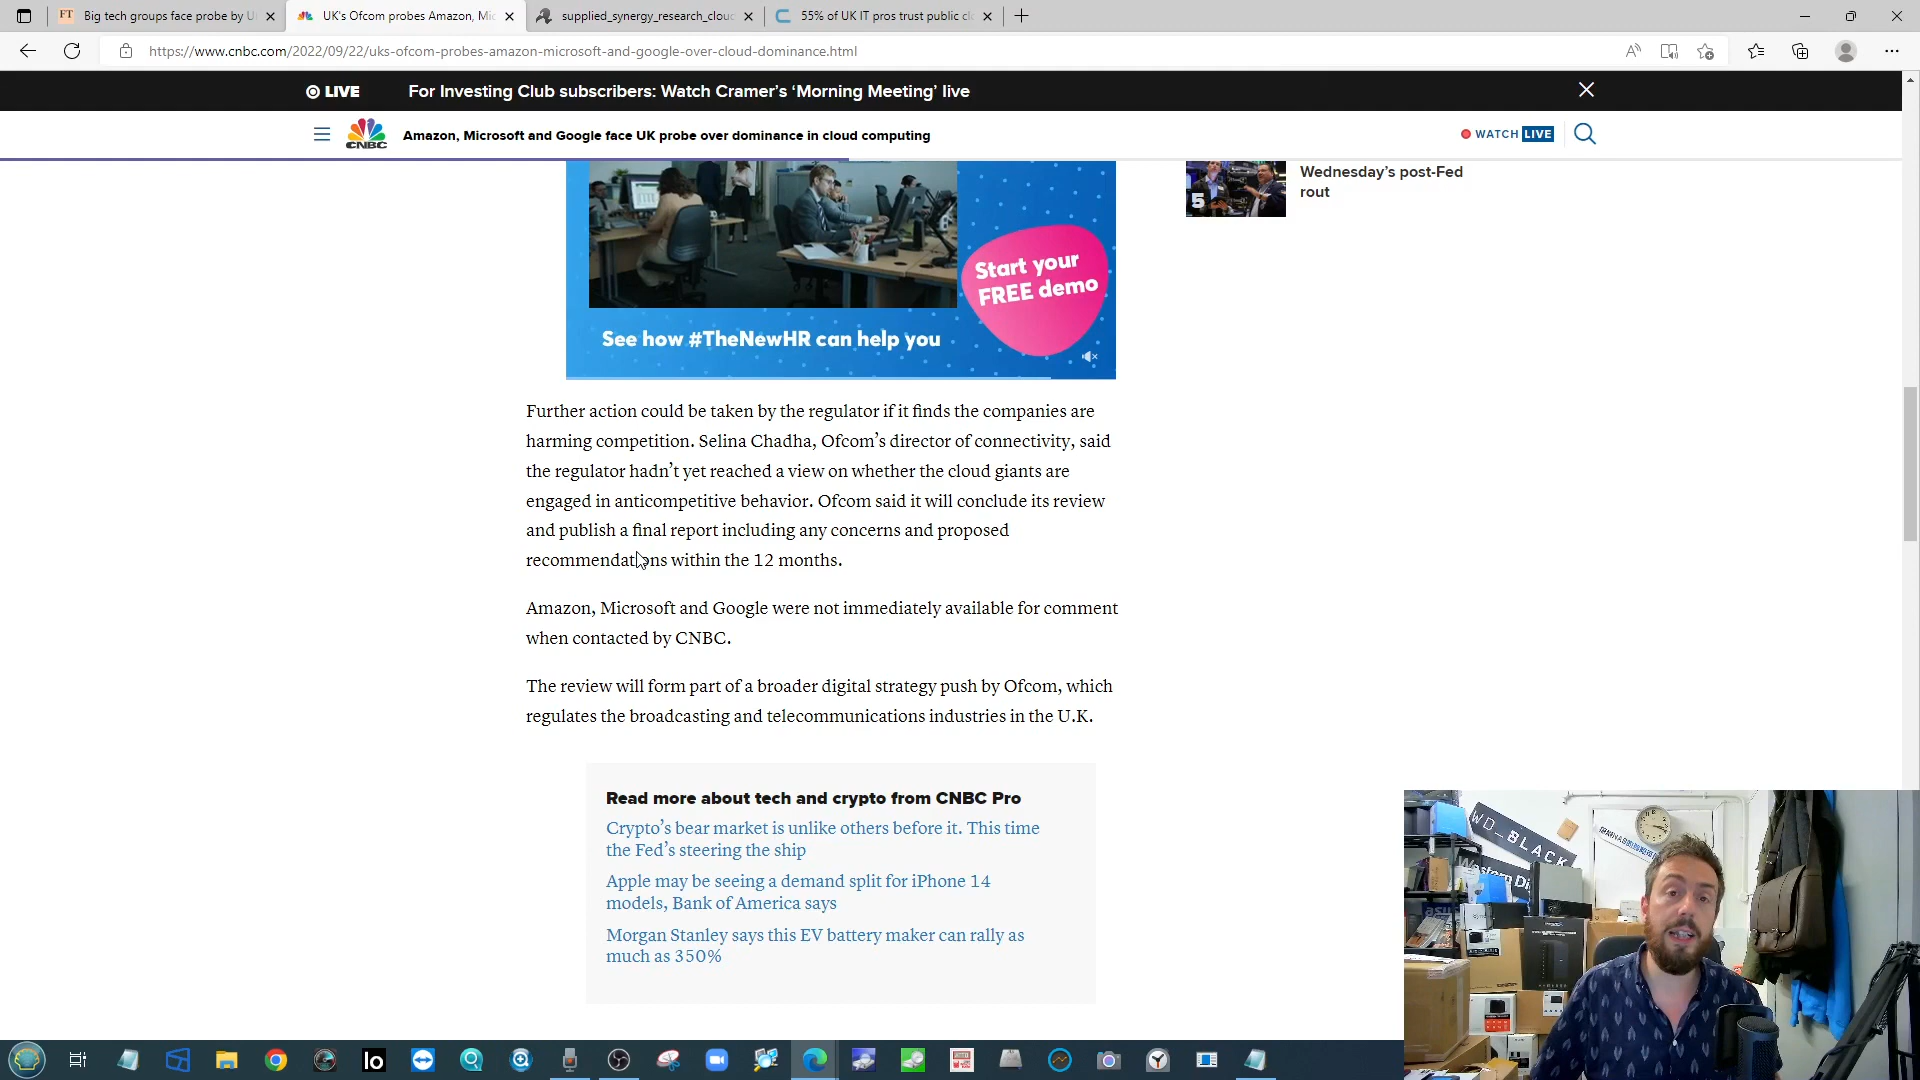 Big tech groups face probe by U
UK's Ofcom probes Amazon, Mic
supplied_synergy_research_clou
55% of UK IT pros trust public cl
https://www.cnbc.com/2022/09/22/uks-ofcom-probes-amazon-microsoft-and-google-over-cloud-dominance.html
LIVE
For Investing Club subscribers: Watch Cramer's ‘Morning Meeting’ live
CNBC
Amazon, Microsoft and Google face UK probe over dominance in cloud computing
WATCH LIVE
5
Wednesday’s post-Fed
rout
Start your
FREE demo
See how #TheNewHR can help you
Further action could be taken by the regulator if it finds the companies are
harming competition. Selina Chadha, Ofcom’s director of connectivity, said
the regulator hadn’t yet reached a view on whether the cloud giants are
engaged in anticompetitive behavior. Ofcom said it will conclude its review
and publish a final report including any concerns and proposed
recommendations within the 12 months.
Amazon, Microsoft and Google were not immediately available for comment
when contacted by CNBC.
The review will form part of a broader digital strategy push by Ofcom, which
regulates the broadcasting and telecommunications industries in the U.K.
Read more about tech and crypto from CNBC Pro
Crypto’s bear market is unlike others before it. This time
the Fed’s steering the ship
Apple may be seeing a demand split for iPhone 14
models, Bank of America says
Morgan Stanley says this EV battery maker can rally as
much as 350%
WD_BLACK
Western Di
Io